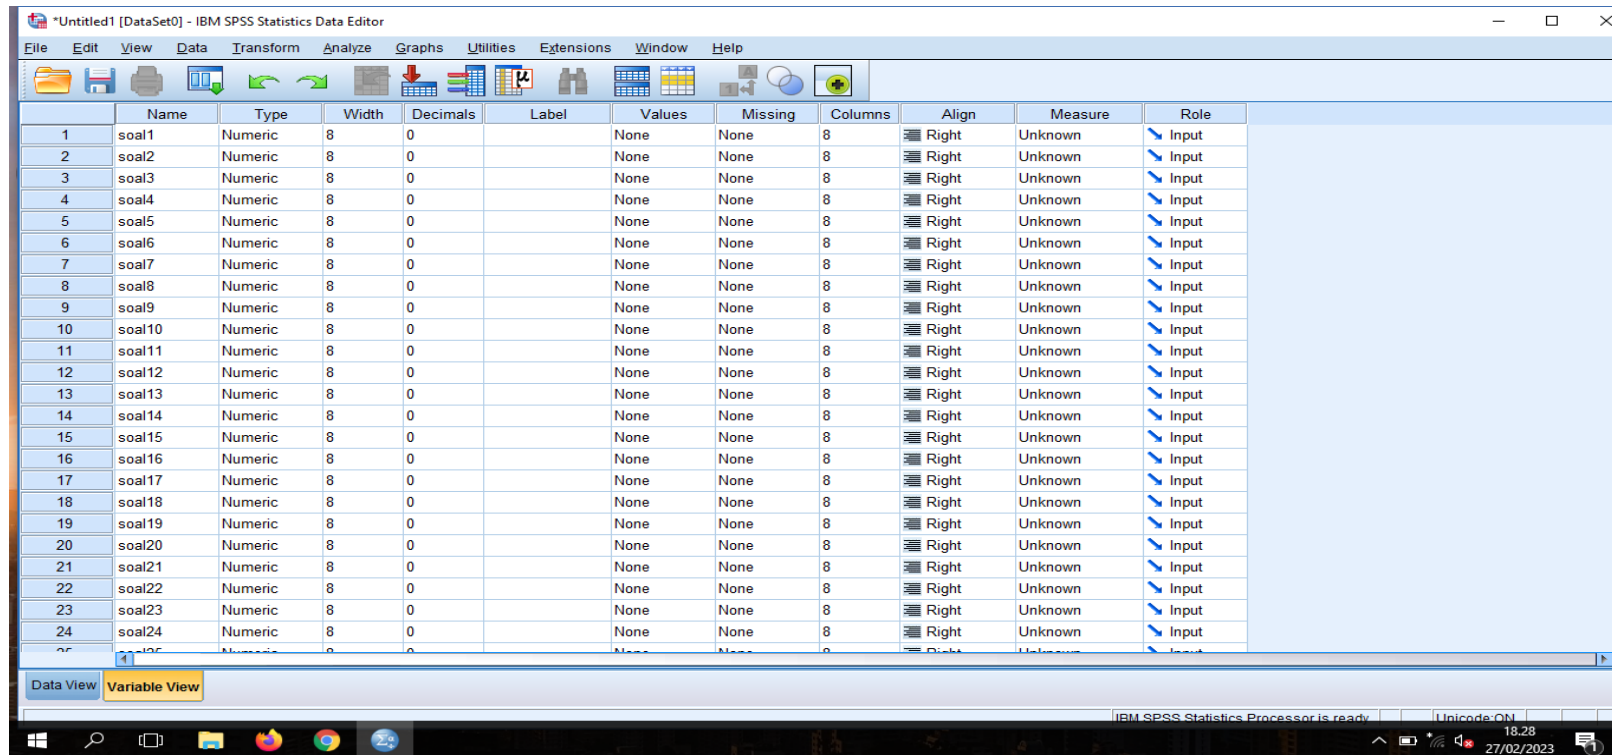 *Untitled1 [DataSet0] - IBM SPSS Statistics Data Editor
File Edit View Data Transform Analyze Graphs Utilities Extensions Window Help
Name Type Width Decimals Label Values Missing Columns Align Measure Role
1 soal1 Numeric 8 0 None None 8 Right Unknown Input
2 soal2 Numeric 8 0 None None 8 Right Unknown Input
3 soal3 Numeric 8 0 None None 8 Right Unknown Input
4 soal4 Numeric 8 0 None None 8 Right Unknown Input
5 soal5 Numeric 8 0 None None 8 Right Unknown Input
6 soal6 Numeric 8 0 None None 8 Right Unknown Input
7 soal7 Numeric 8 0 None None 8 Right Unknown Input
8 soal8 Numeric 8 0 None None 8 Right Unknown Input
9 soal9 Numeric 8 0 None None 8 Right Unknown Input
10 soal10 Numeric 8 0 None None 8 Right Unknown Input
11 soal11 Numeric 8 0 None None 8 Right Unknown Input
12 soal12 Numeric 8 0 None None 8 Right Unknown Input
13 soal13 Numeric 8 0 None None 8 Right Unknown Input
14 soal14 Numeric 8 0 None None 8 Right Unknown Input
15 soal15 Numeric 8 0 None None 8 Right Unknown Input
16 soal16 Numeric 8 0 None None 8 Right Unknown Input
17 soal17 Numeric 8 0 None None 8 Right Unknown Input
18 soal18 Numeric 8 0 None None 8 Right Unknown Input
19 soal19 Numeric 8 0 None None 8 Right Unknown Input
20 soal20 Numeric 8 0 None None 8 Right Unknown Input
21 soal21 Numeric 8 0 None None 8 Right Unknown Input
22 soal22 Numeric 8 0 None None 8 Right Unknown Input
23 soal23 Numeric 8 0 None None 8 Right Unknown Input
24 soal24 Numeric 8 0 None None 8 Right Unknown Input
Data View Variable View
IBM SPSS Statistics Processor is ready Unicode:ON
18.28
27/02/2023